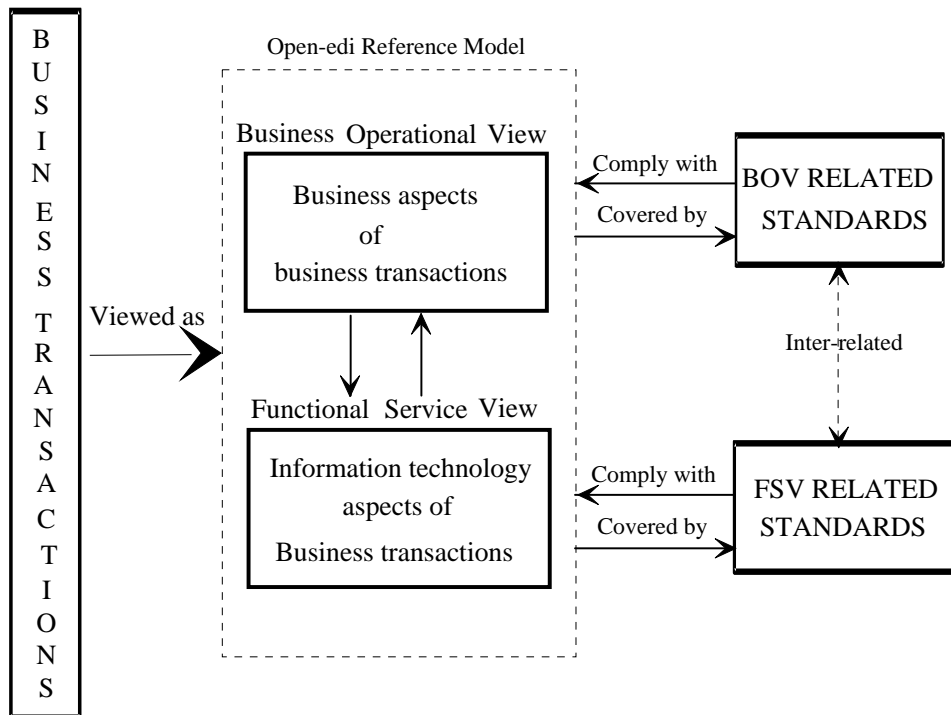 BUSINESS TRANSACTIONS
Open-edi Reference Model
Business Operational View
Business aspects
of
business transactions
Comply with
Covered by
BOV RELATED
STANDARDS
Viewed as
Inter-related
Functional Service View
Information technology
aspects of
Business transactions
Comply with
Covered by
FSV RELATED
STANDARDS